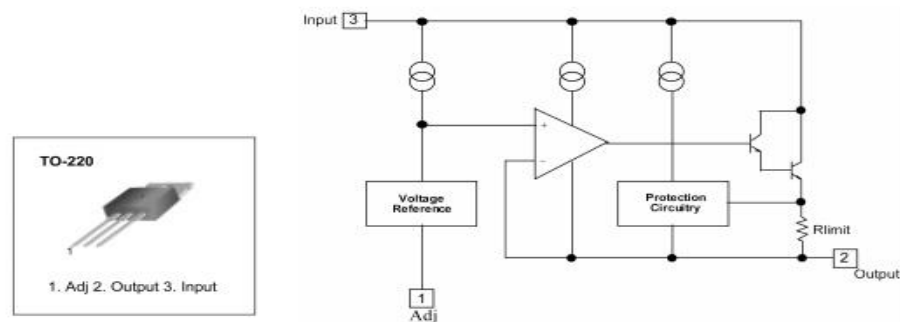 TO-220
1
1. Adj 2. Output 3. Input
Input 3
+
-
Voltage
Reference
Protection
Circuitry
Rlimit
2
Output
1
Adj